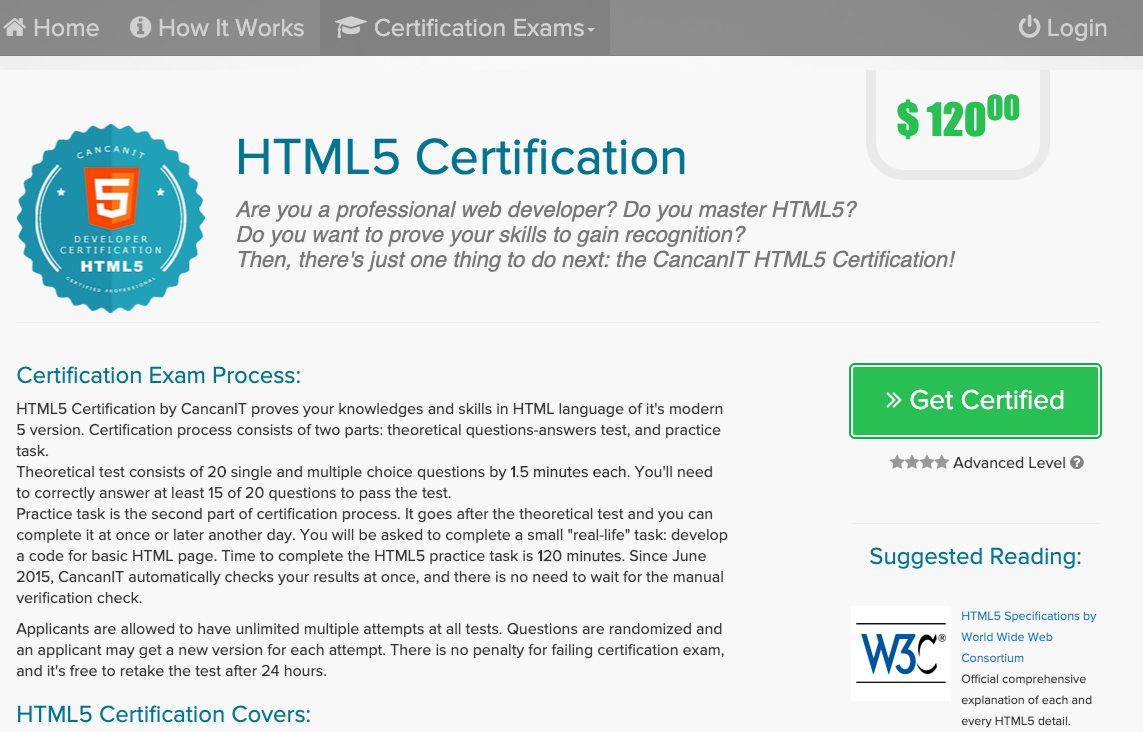 Home
How It Works
Certification Exams
Login
$ 120 00
CANCANIT
5
DEVELOPER
CERTIFICATION
HTML5
CERTIFIED PROFESSIONAL
HTML5 Certification
Are you a professional web developer? Do you master HTML5?
Do you want to prove your skills to gain recognition?
Then, there's just one thing to do next: the CancanIT HTML5 Certification!
Certification Exam Process:
HTML5 Certification by CancanIT proves your knowledges and skills in HTML language of it's modern
5 version. Certification process consists of two parts: theoretical questions-answers test, and practice
task.
Theoretical test consists of 20 single and multiple choice questions by 1.5 minutes each. You'll need
to correctly answer at least 15 of 20 questions to pass the test.
Practice task is the second part of certification process. It goes after the theoretical test and you can
complete it at once or later another day. You will be asked to complete a small "real-life" task: develop
a code for basic HTML page. Time to complete the HTML5 practice task is 120 minutes. Since June
2015, CancanIT automatically checks your results at once, and there is no need to wait for the manual
verification check.
Applicants are allowed to have unlimited multiple attempts at all tests. Questions are randomized and
an applicant may get a new version for each attempt. There is no penalty for failing certification exam,
and it's free to retake the test after 24 hours.
HTML5 Certification Covers:
» Get Certified
Advanced Level ?
Suggested Reading:
W3C®
HTML5 Specifications by
World Wide Web
Consortium
Official comprehensive
explanation of each and
every HTML5 detail.